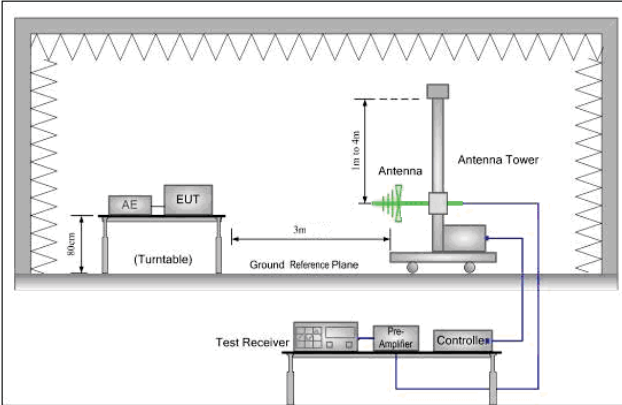 1m to 4m
Antenna
Antenna Tower
AE
EUT
80cm
3m
(Turntable)
Ground Reference Plane
Test Receiver
Pre-
Amplifier
Controller